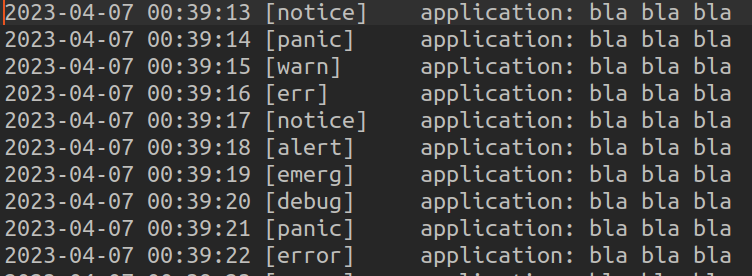 2023-04-07 00:39:13 [notice]    application: bla bla bla
2023-04-07 00:39:14 [panic]     application: bla bla bla
2023-04-07 00:39:15 [warn]      application: bla bla bla
2023-04-07 00:39:16 [err]       application: bla bla bla
2023-04-07 00:39:17 [notice]    application: bla bla bla
2023-04-07 00:39:18 [alert]     application: bla bla bla
2023-04-07 00:39:19 [emerg]     application: bla bla bla
2023-04-07 00:39:20 [debug]     application: bla bla bla
2023-04-07 00:39:21 [panic]     application: bla bla bla
2023-04-07 00:39:22 [error]     application: bla bla bla